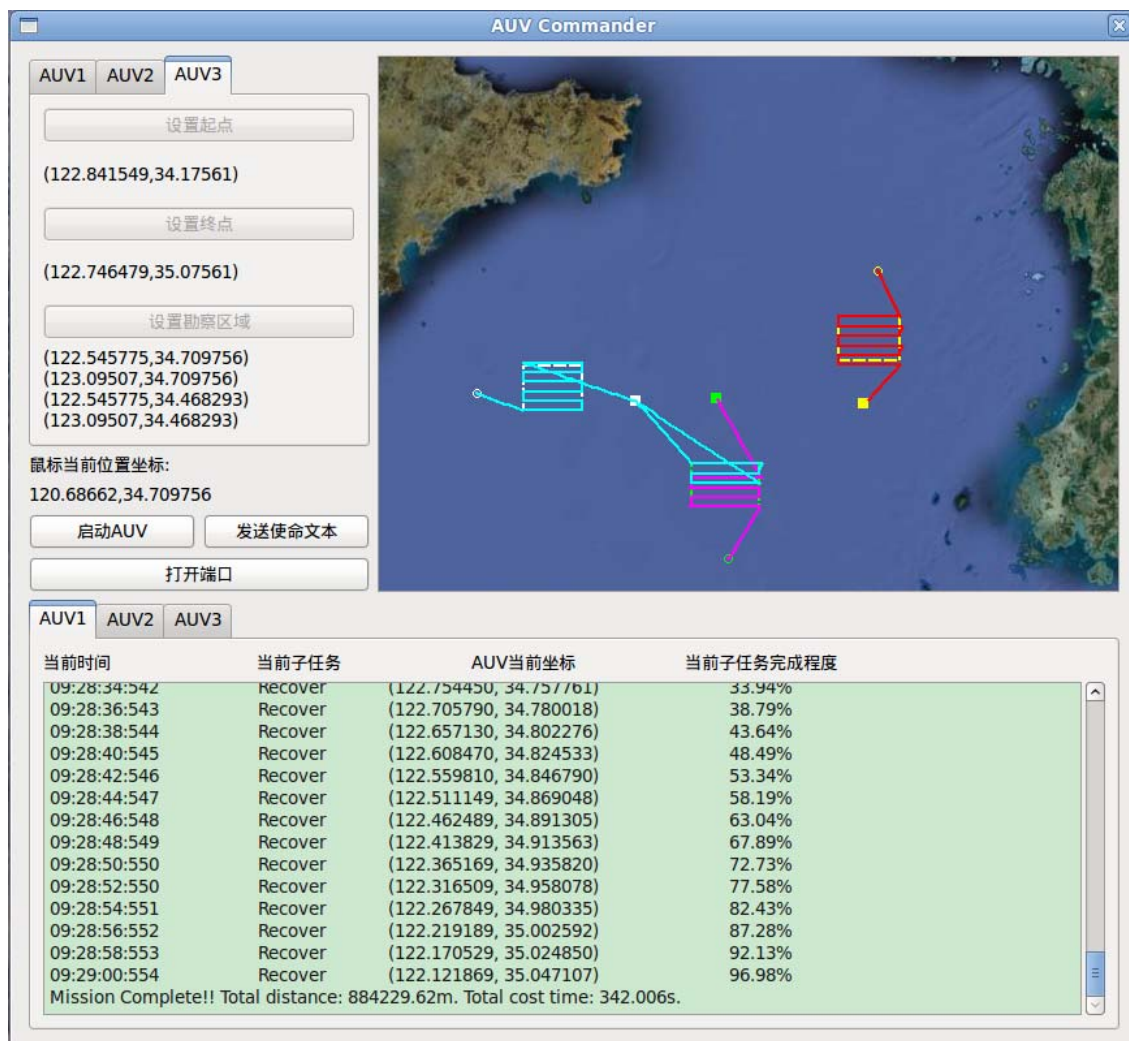 AUV Commander
AUV1 AUV2 AUV3
设置起点
(122.841549,34.17561)
设置终点
(122.746479,35.07561)
设置勘察区域
(122.545775,34.709756)
(123.09507,34.709756)
(122.545775,34.468293)
(123.09507,34.468293)
鼠标当前位置坐标:
120.68662,34.709756
启动AUV 发送使命文本
打开端口
AUV1 AUV2 AUV3
当前时间 当前子任务 AUV当前坐标 当前子任务完成程度
09:28:34:542 Recover (122.754450, 34.757761) 33.94%
09:28:36:543 Recover (122.705790, 34.780018) 38.79%
09:28:38:544 Recover (122.657130, 34.802276) 43.64%
09:28:40:545 Recover (122.608470, 34.824533) 48.49%
09:28:42:546 Recover (122.559810, 34.846790) 53.34%
09:28:44:547 Recover (122.511149, 34.869048) 58.19%
09:28:46:548 Recover (122.462489, 34.891305) 63.04%
09:28:48:549 Recover (122.413829, 34.913563) 67.89%
09:28:50:550 Recover (122.365169, 34.935820) 72.73%
09:28:52:550 Recover (122.316509, 34.958078) 77.58%
09:28:54:551 Recover (122.267849, 34.980335) 82.43%
09:28:56:552 Recover (122.219189, 35.002592) 87.28%
09:28:58:553 Recover (122.170529, 35.024850) 92.13%
09:29:00:554 Recover (122.121869, 35.047107) 96.98%
Mission Complete!! Total distance: 884229.62m. Total cost time: 342.006s.